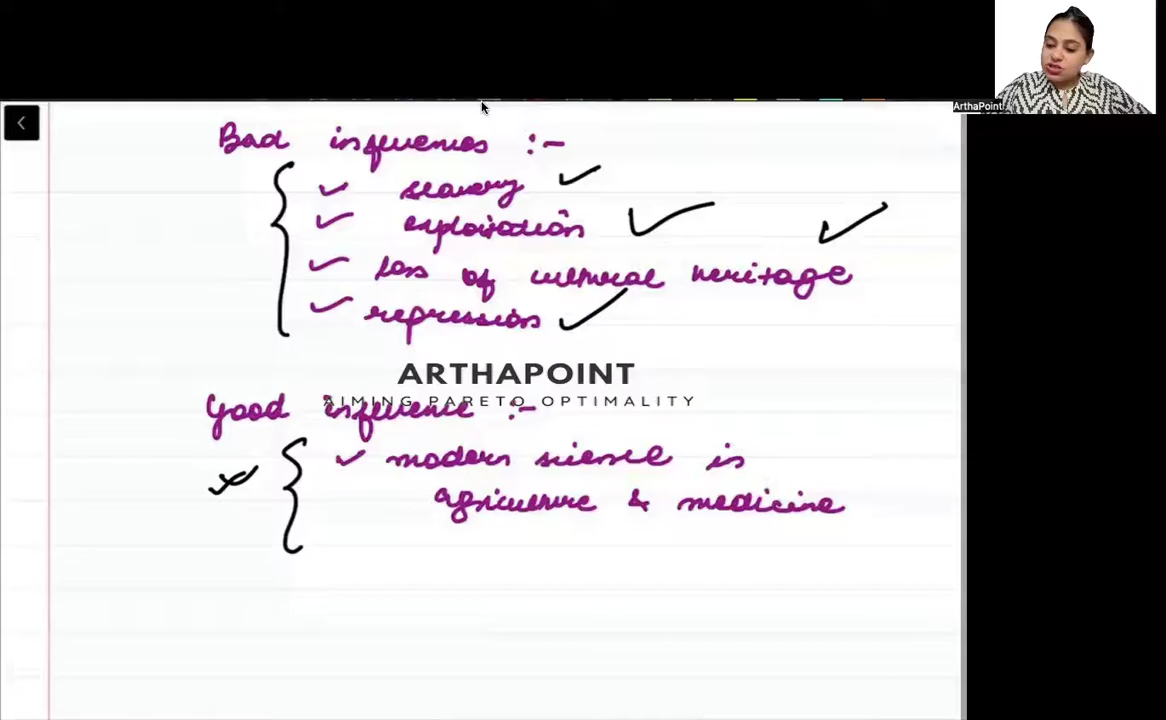 ArthaPoint
Bad influences :-
slavery
exploitation
loss of cultural heritage
repression
ARTHAPOINT
AIMING PARETO OPTIMALITY
Good influence :-
modern science in
agriculture & medicine